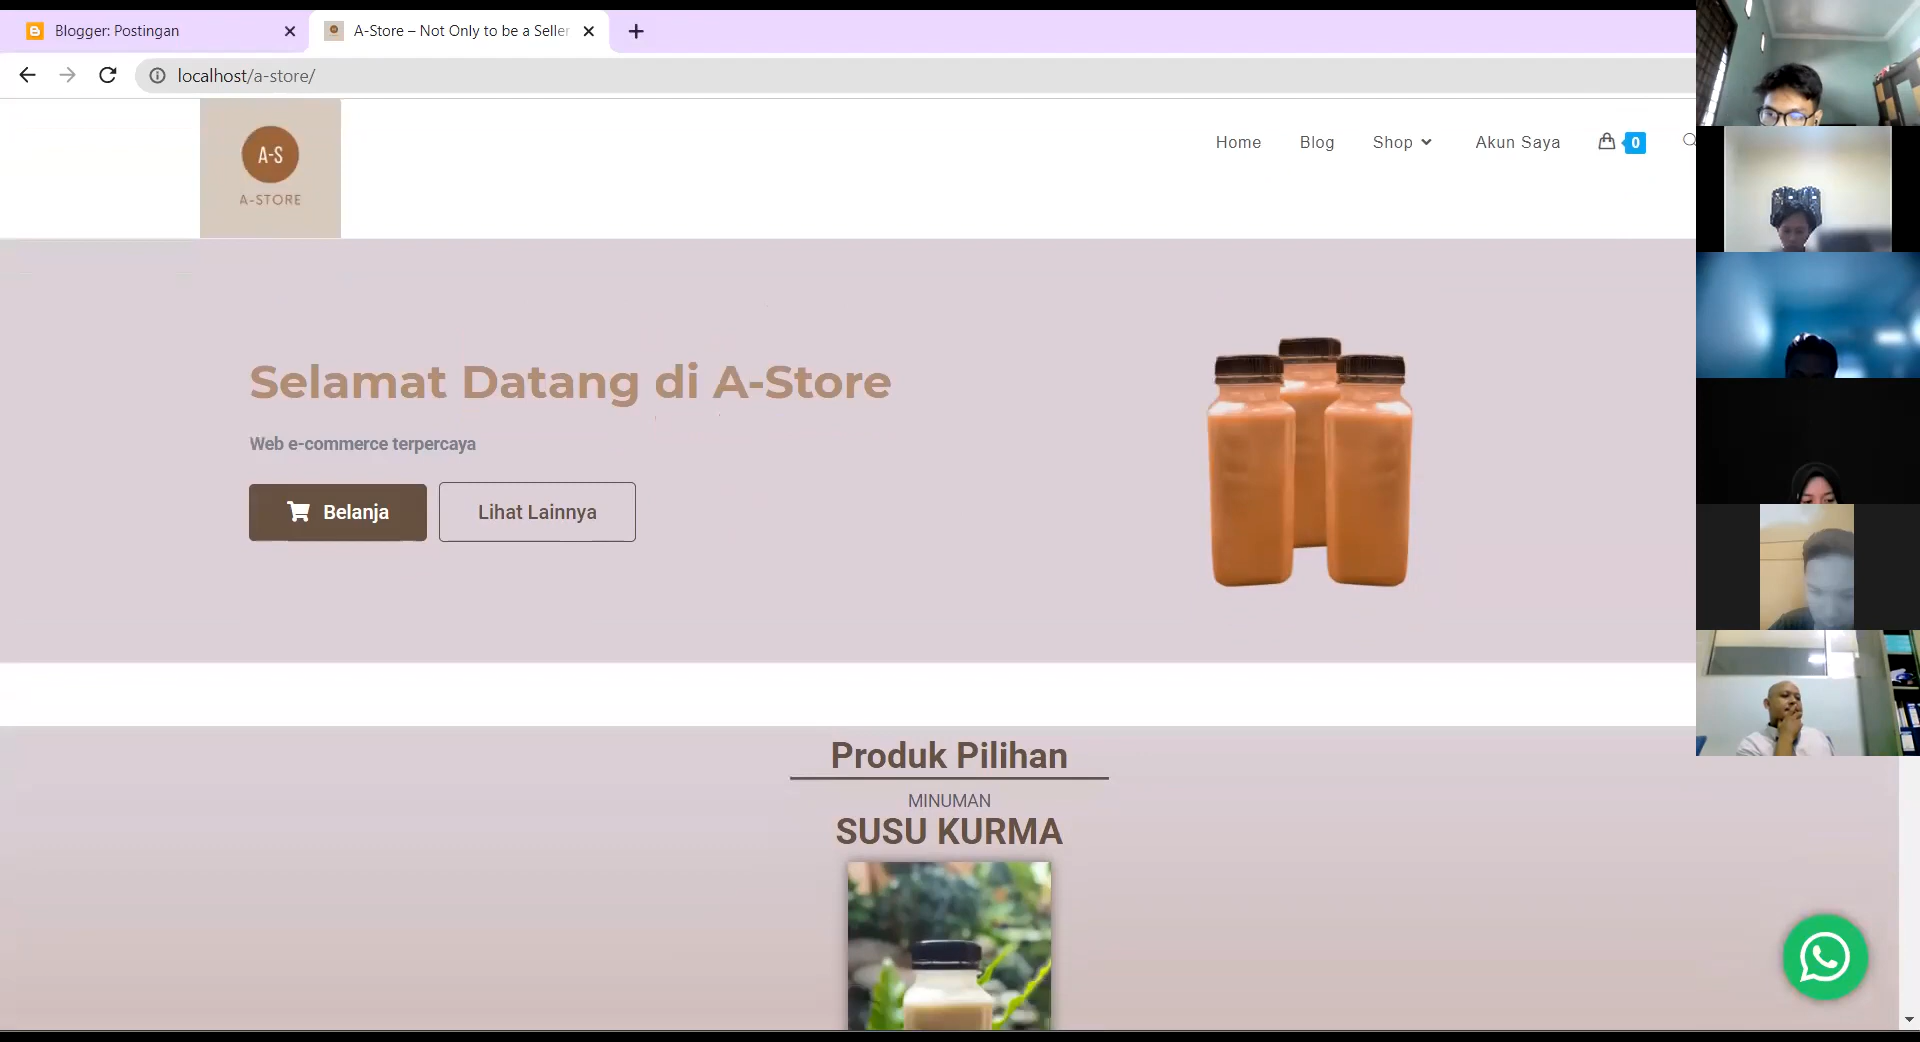 Blogger: Postingan
A-Store – Not Only to be a Seller
localhost/a-store/
A-S
A-STORE
Home
Blog
Shop
Akun Saya
0
Selamat Datang di A-Store
Web e-commerce terpercaya
Belanja
Lihat Lainnya
Produk Pilihan
MINUMAN
SUSU KURMA